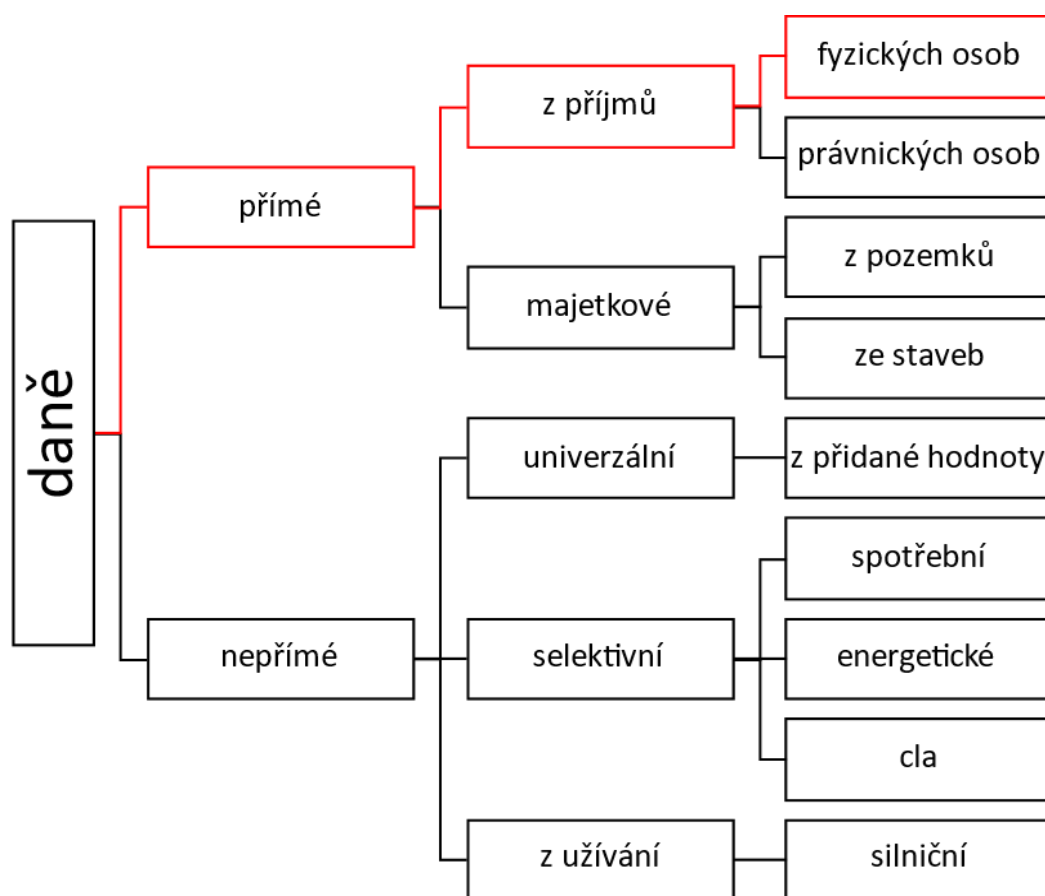 daně
přímé
z příjmů
fyzických osob
právnických osob
majetkové
z pozemků
ze staveb
nepřímé
univerzální
z přidané hodnoty
selektivní
spotřební
energetické
cla
z užívání
silniční